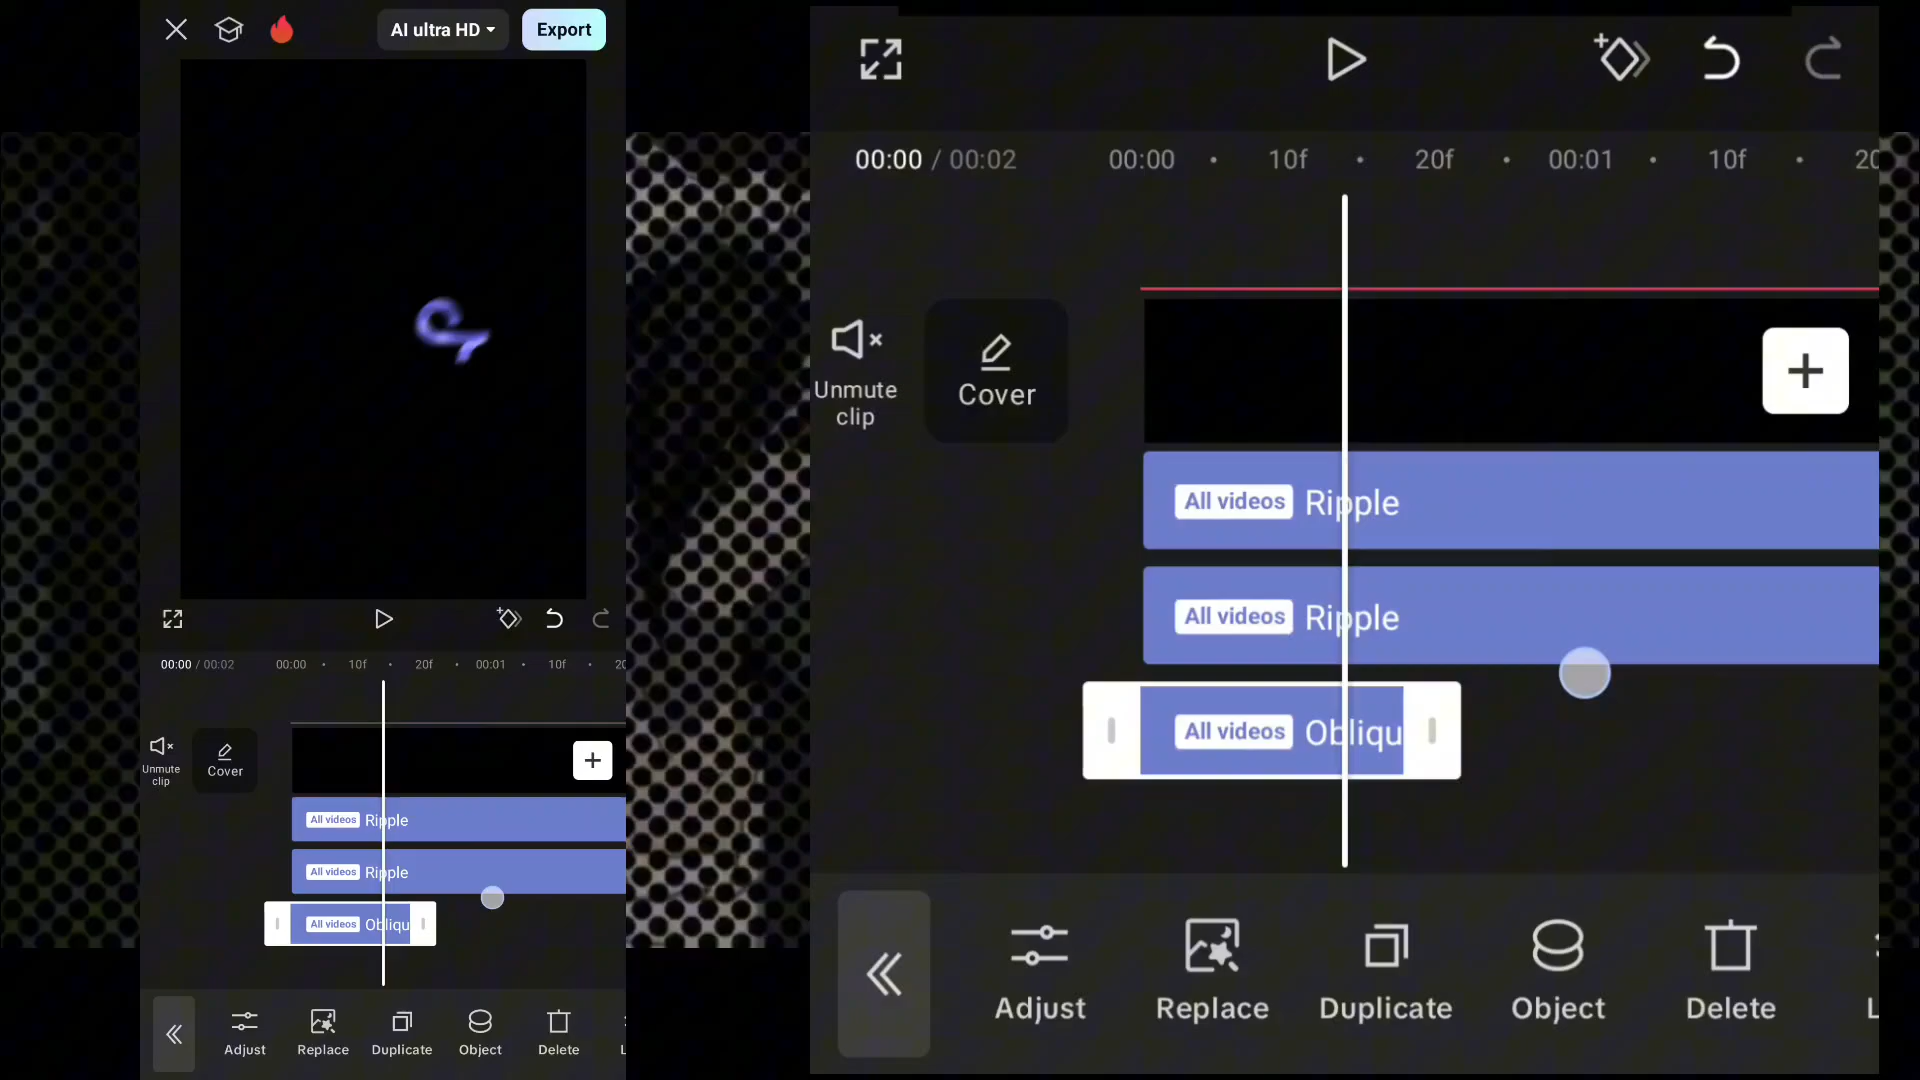 AI ultra HD Export
00:00 / 00:02 00:00 10f 20f 00:01 10f 20
Unmute clip
Cover
All videos Ripple
All videos Ripple
All videos Obliqu
Adjust Replace Duplicate Object Delete L
00:00 / 00:02 00:00 10f 20f 00:01 10f 20
Unmute
clip
Cover
All videos Ripple
All videos Ripple
All videos Obliqu
Adjust Replace Duplicate Object Delete L